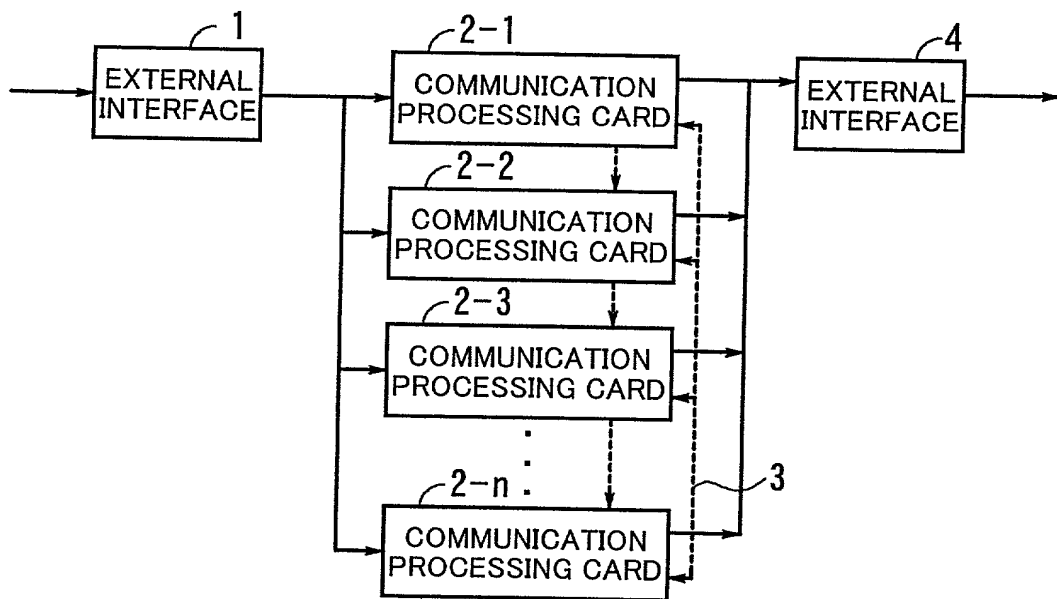 1
EXTERNAL
INTERFACE
2-1
COMMUNICATION
PROCESSING CARD
4
EXTERNAL
INTERFACE
2-2
COMMUNICATION
PROCESSING CARD
2-3
COMMUNICATION
PROCESSING CARD
3
2-n
COMMUNICATION
PROCESSING CARD